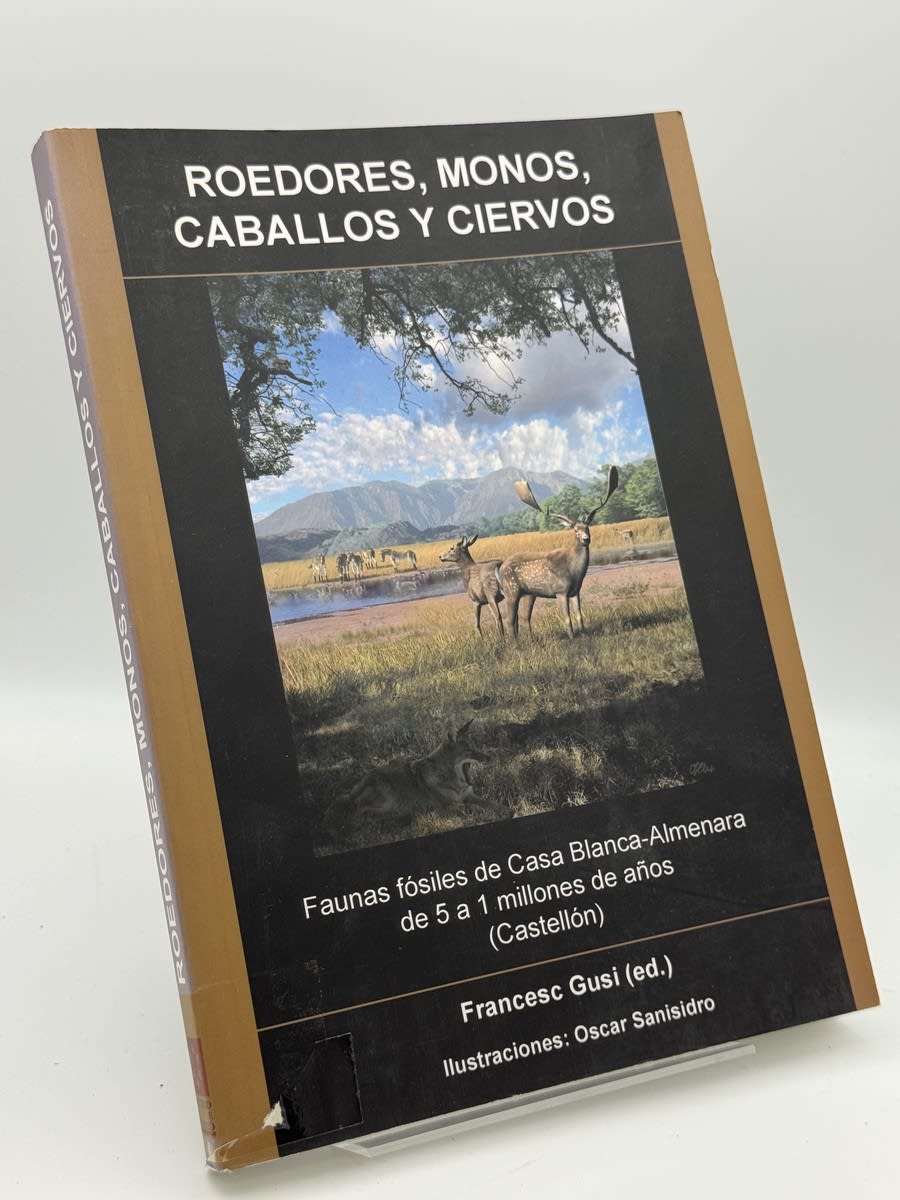 ROEDORES, MONOS,
CABALLOS Y CIERVOS
Faunas fósiles de Casa Blanca-Almenara
de 5 a 1 millones de años
(Castellón)
Francesc Gusi (ed.)
Ilustraciones: Oscar Sanisidro
ROEDORES, MONOS, CABALLOS Y CIERVOS